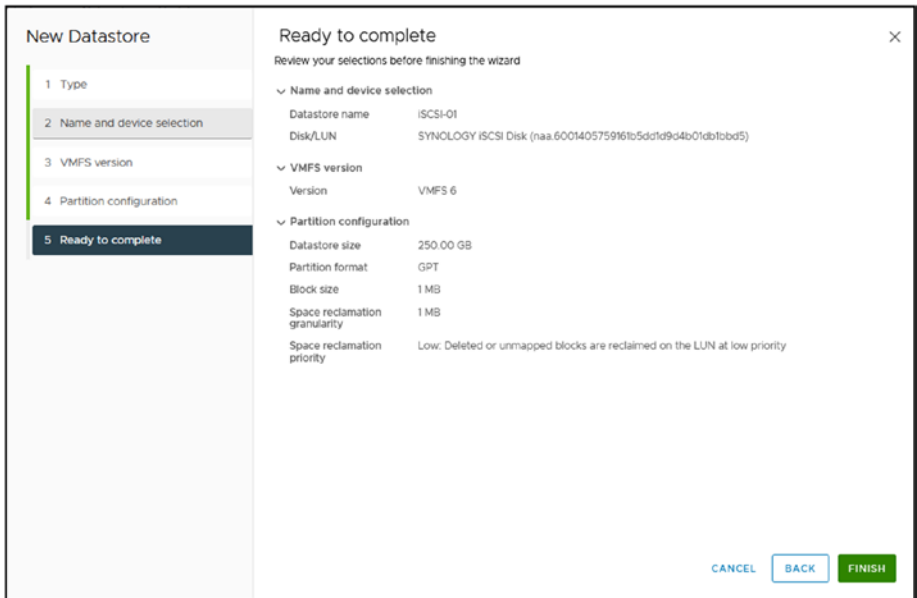 New Datastore
1 Type
2 Name and device selection
3 VMFS version
4 Partition configuration
5 Ready to complete
Ready to complete
Review your selections before finishing the wizard
Name and device selection
Datastore name iSCSI-01
Disk/LUN SYNOLOGY iSCSI Disk (naa.6001405759161b5dd1d9d4b01db1bbd5)
VMFS version
Version VMFS 6
Partition configuration
Datastore size 250.00 GB
Partition format GPT
Block size 1 MB
Space reclamation
granularity 1 MB
Space reclamation
priority Low: Deleted or unmapped blocks are reclaimed on the LUN at low priority
CANCEL BACK FINISH